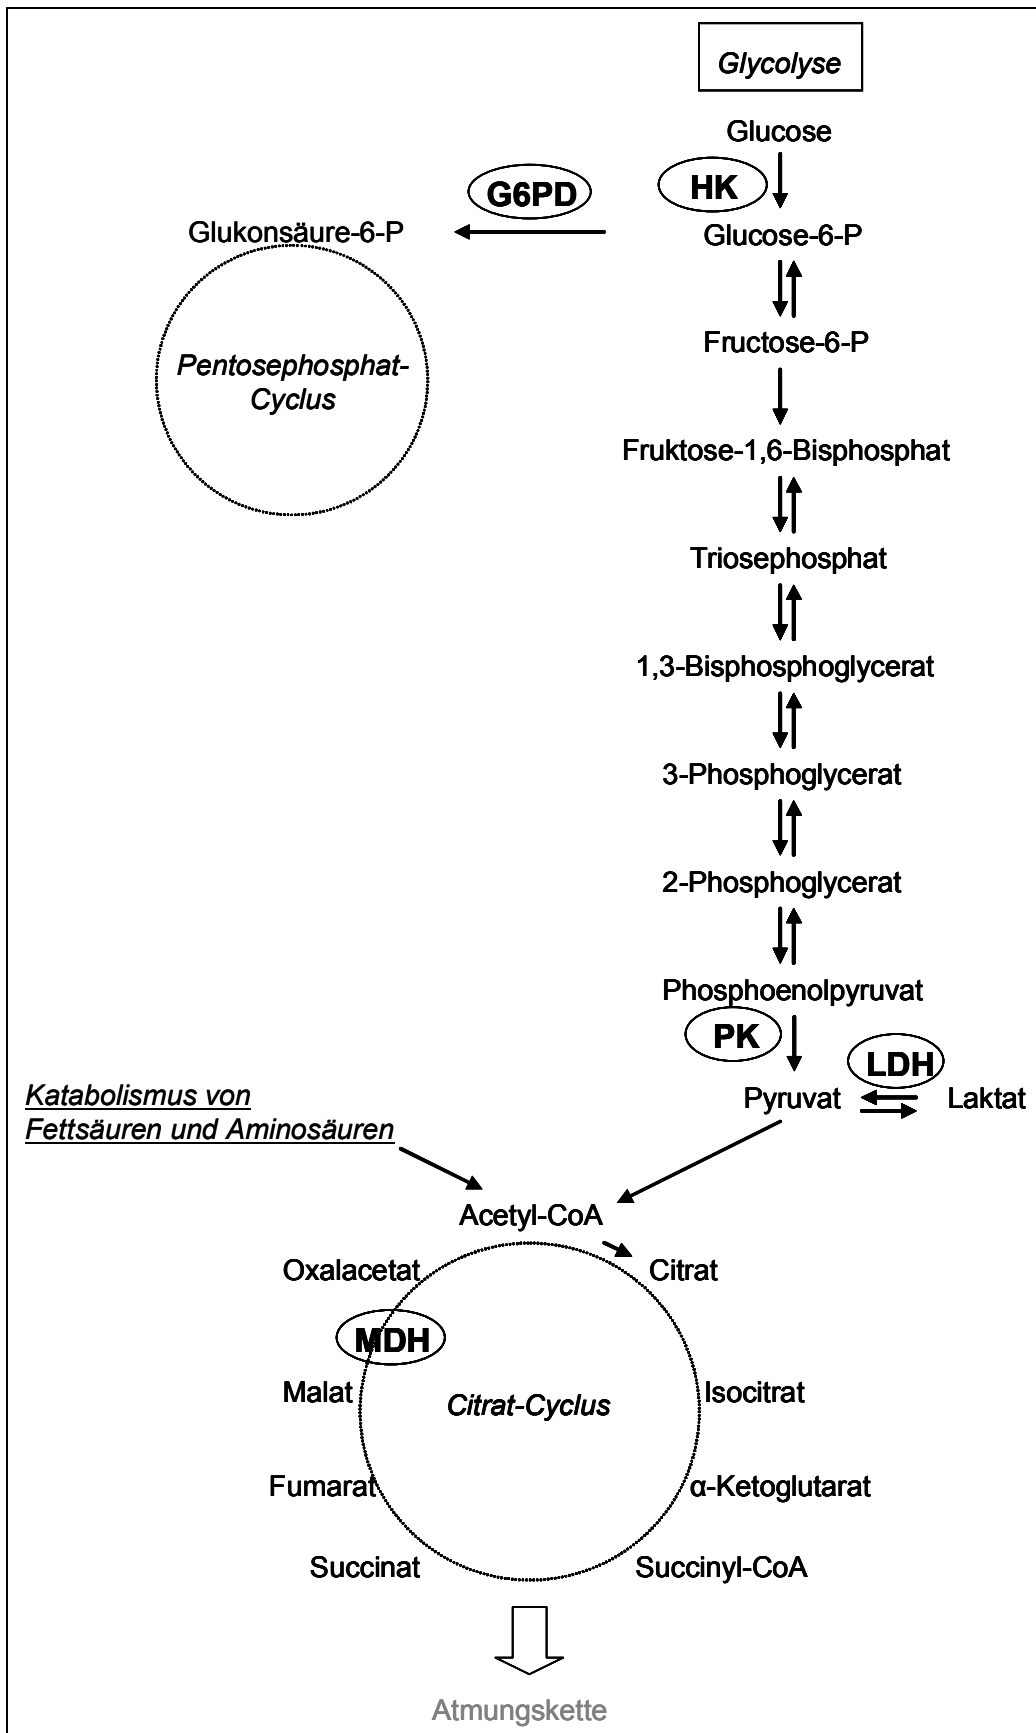 Glycolyse
Glucose
HK
G6PD
Glukonsäure-6-P
Glucose-6-P
Fructose-6-P
Pentosephosphat-
Cyclus
Fruktose-1,6-Bisphosphat
Triosephosphat
1,3-Bisphosphoglycerat
3-Phosphoglycerat
2-Phosphoglycerat
Phosphoenolpyruvat
PK
LDH
Pyruvat
Laktat
Katabolismus von
Fettsäuren und Aminosäuren
Acetyl-CoA
Oxalacetat
Citrat
MDH
Malat
Citrat-Cyclus
Isocitrat
Fumarat
α-Ketoglutarat
Succinat
Succinyl-CoA
Atmungskette